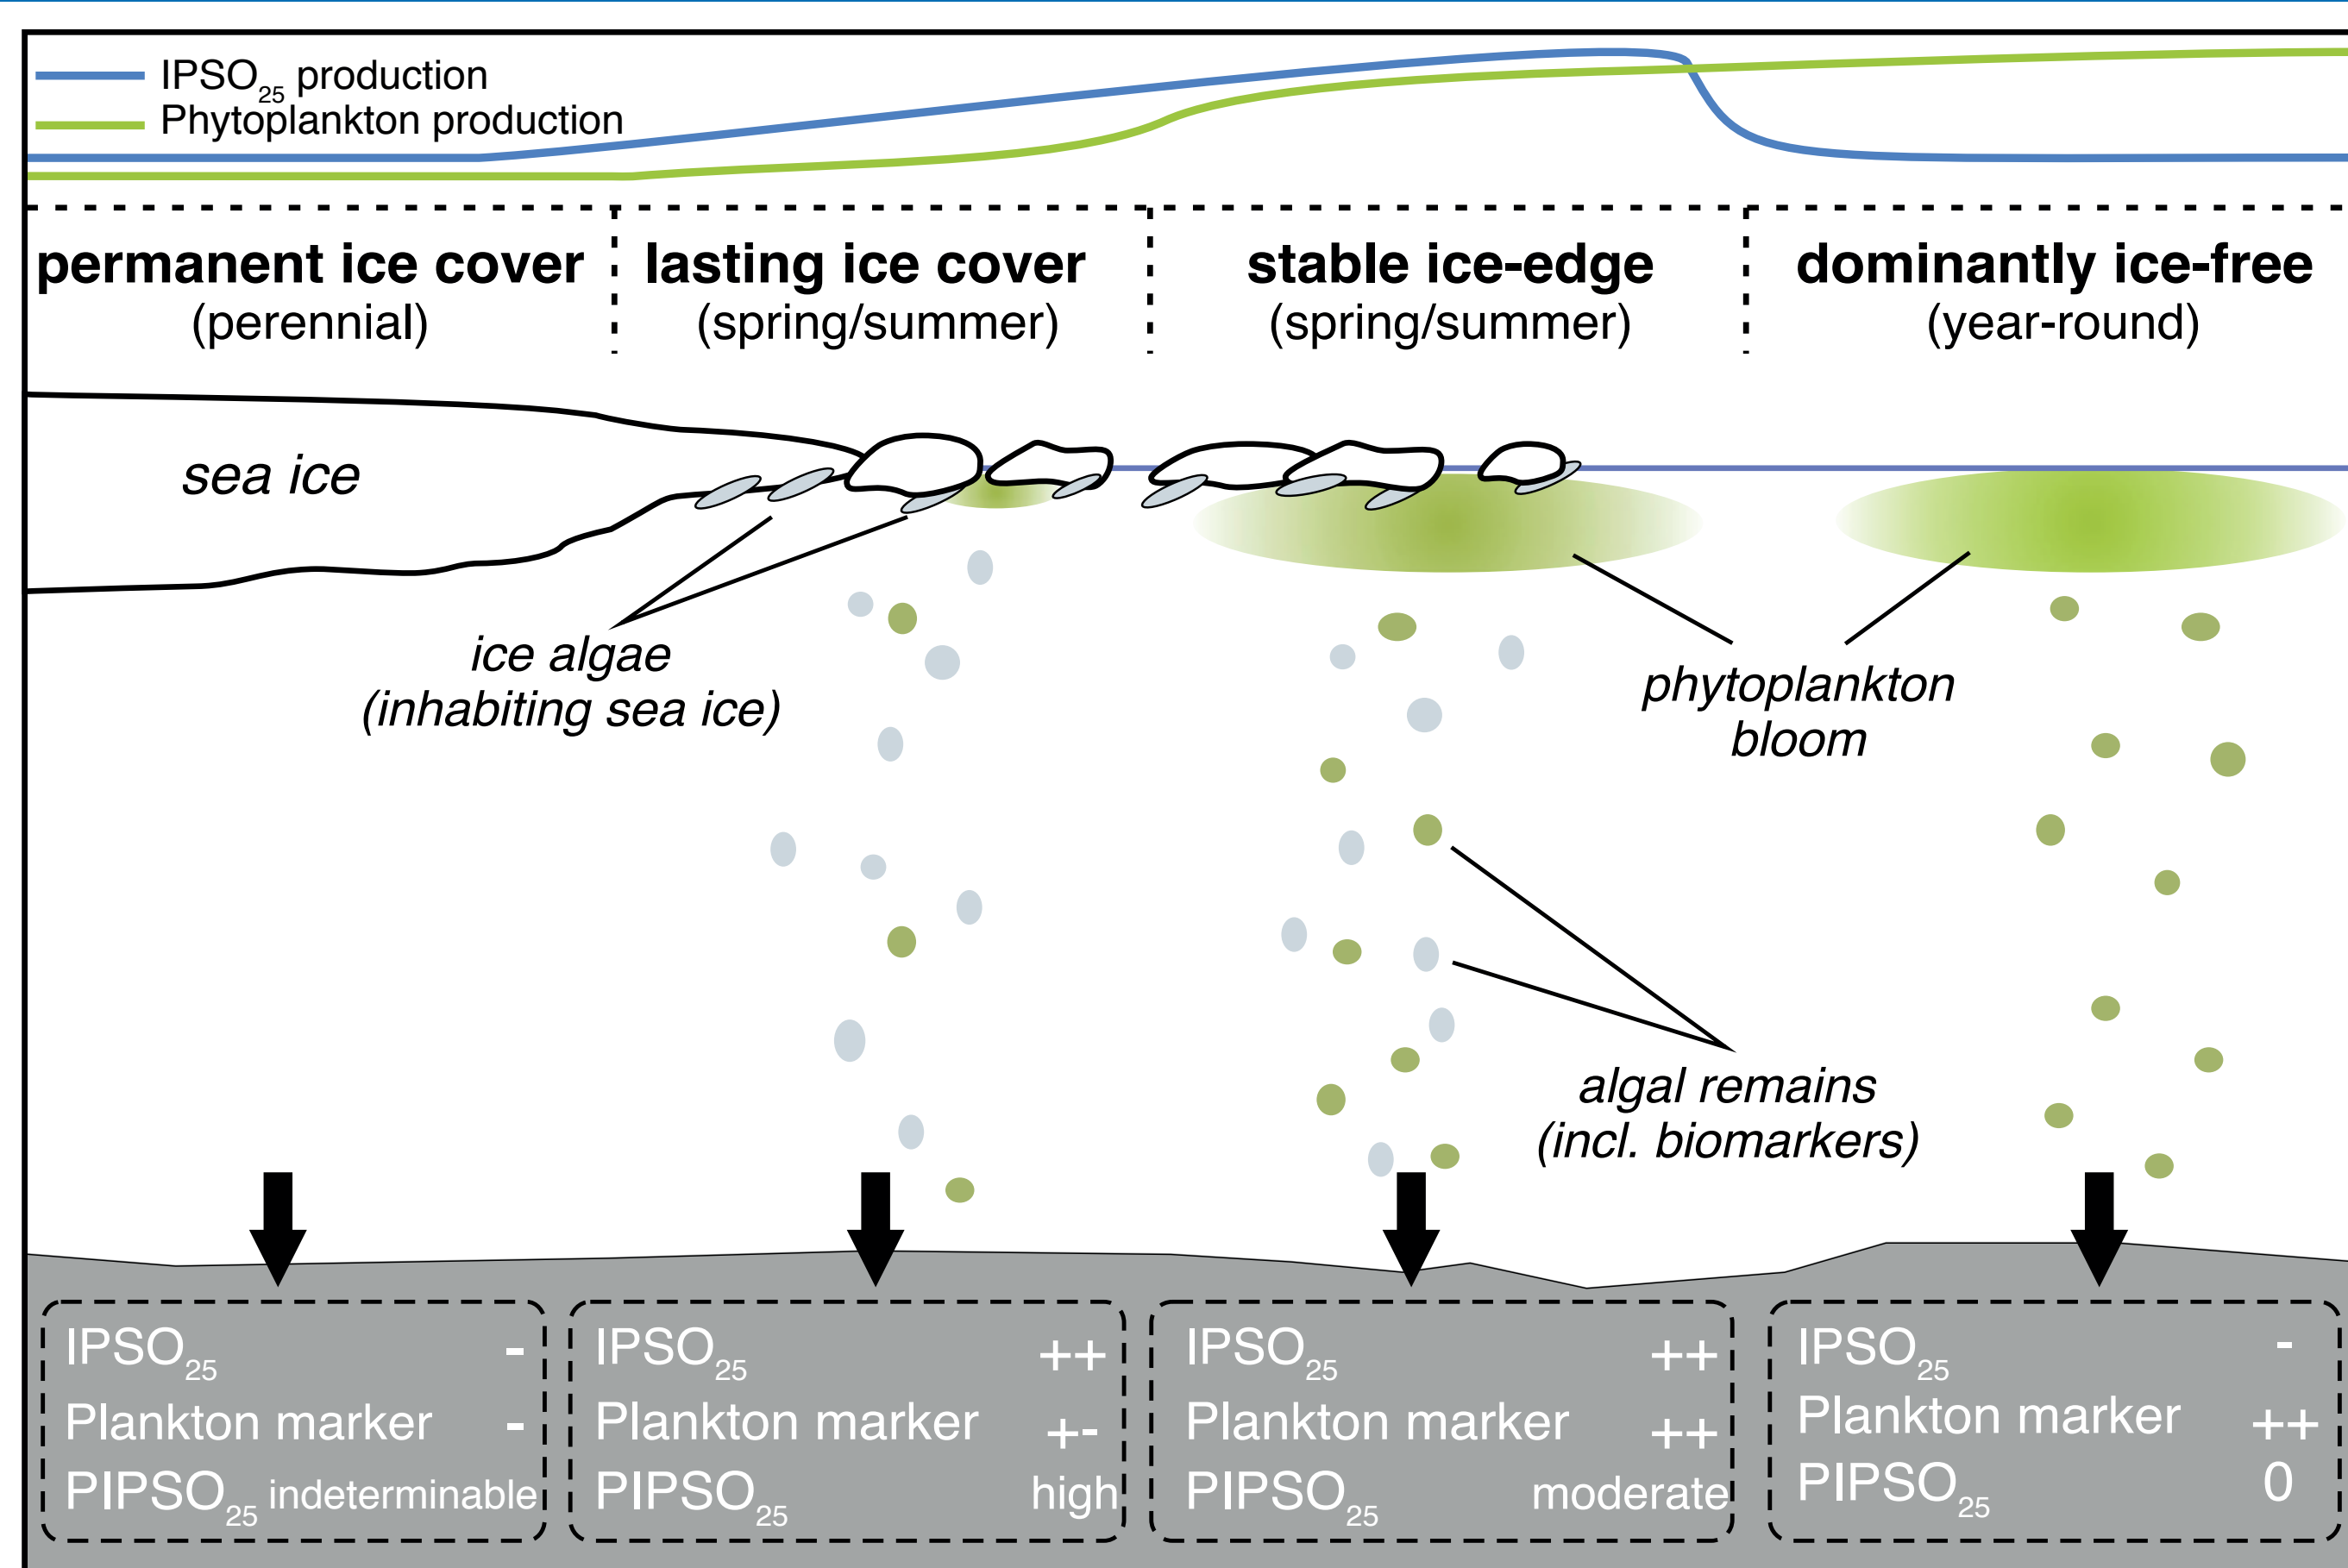 IPSO25 production
Phytoplankton production
permanent ice cover
(perennial)
lasting ice cover
(spring/summer)
stable ice-edge
(spring/summer)
dominantly ice-free
(year-round)
sea ice
ice algae
(inhabiting sea ice)
phytoplankton
bloom
algal remains
(incl. biomarkers)
IPSO25 -
Plankton marker -
PIPSO25 indeterminable
IPSO25 ++
Plankton marker +-
PIPSO25 high
IPSO25 ++
Plankton marker ++
PIPSO25 moderate
IPSO25 -
Plankton marker ++
PIPSO25 0